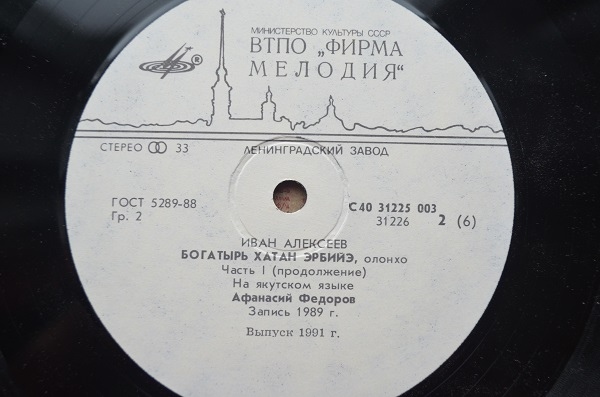 МИНИСТЕРСТВО КУЛЬТУРЫ СССР
ВТПО „ФИРМА
МЕЛОДИЯ“
®
СТЕРЕО 33
ЛЕНИНГРАДСКИЙ ЗАВОД
ГОСТ 5289-88
Гр. 2
С40 31225 003
31226 2 (6)
ИВАН АЛЕКСЕЕВ
БОГАТЫРЬ ХАТАН ЭРБИЙЭ, олонхо
Часть I (продолжение)
На якутском языке
Афанасий Федоров
Запись 1989 г.
Выпуск 1991 г.